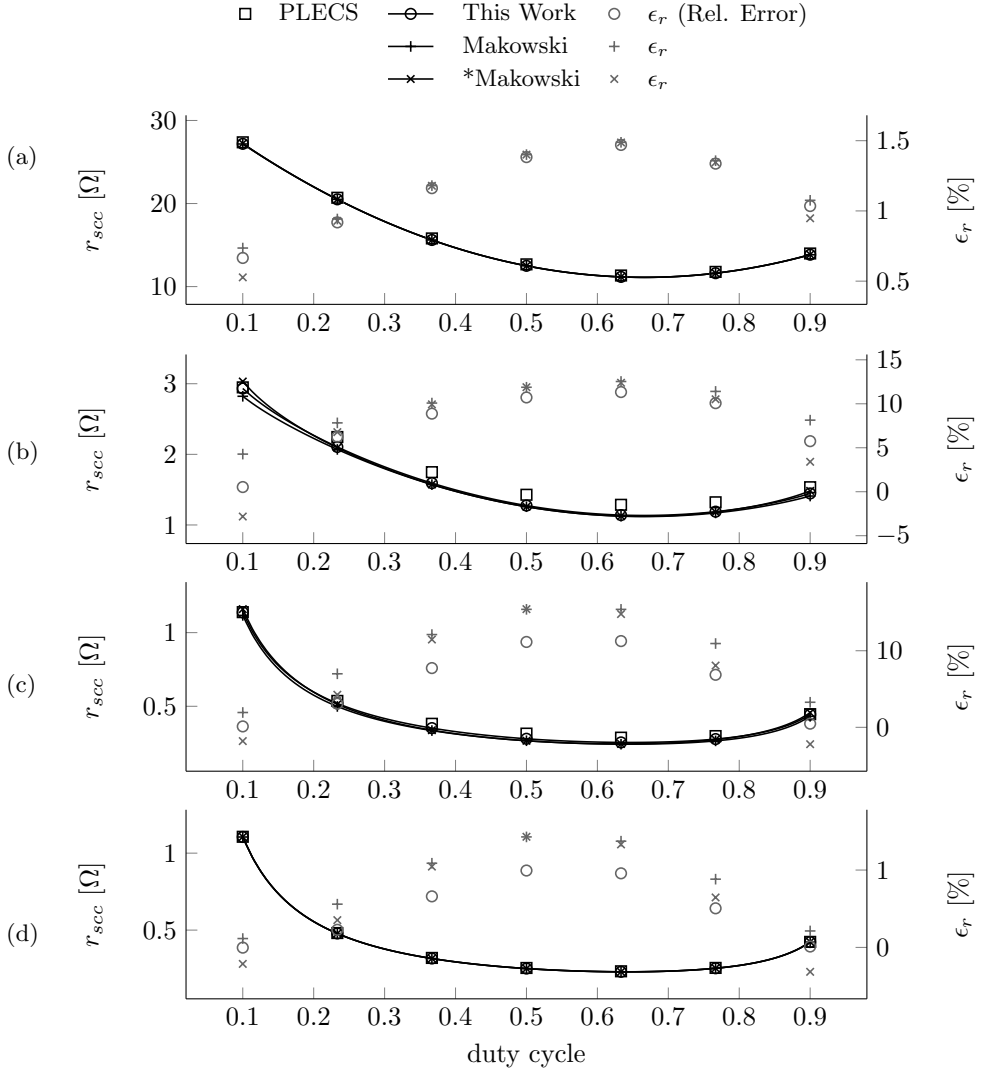 PLECS This Work ϵr (Rel. Error)
Makowski ϵr
*Makowski ϵr
(a)
rscc [Ω]
30
20
10
1.5
1
0.5
ϵr [%]
0.1 0.2 0.3 0.4 0.5 0.6 0.7 0.8 0.9
(b)
rscc [Ω]
3
2
1
15
10
5
0
−5
ϵr [%]
0.1 0.2 0.3 0.4 0.5 0.6 0.7 0.8 0.9
(c)
rscc [Ω]
1
0.5
10
0
ϵr [%]
0.1 0.2 0.3 0.4 0.5 0.6 0.7 0.8 0.9
(d)
rscc [Ω]
1
0.5
1
0
ϵr [%]
0.1 0.2 0.3 0.4 0.5 0.6 0.7 0.8 0.9
duty cycle